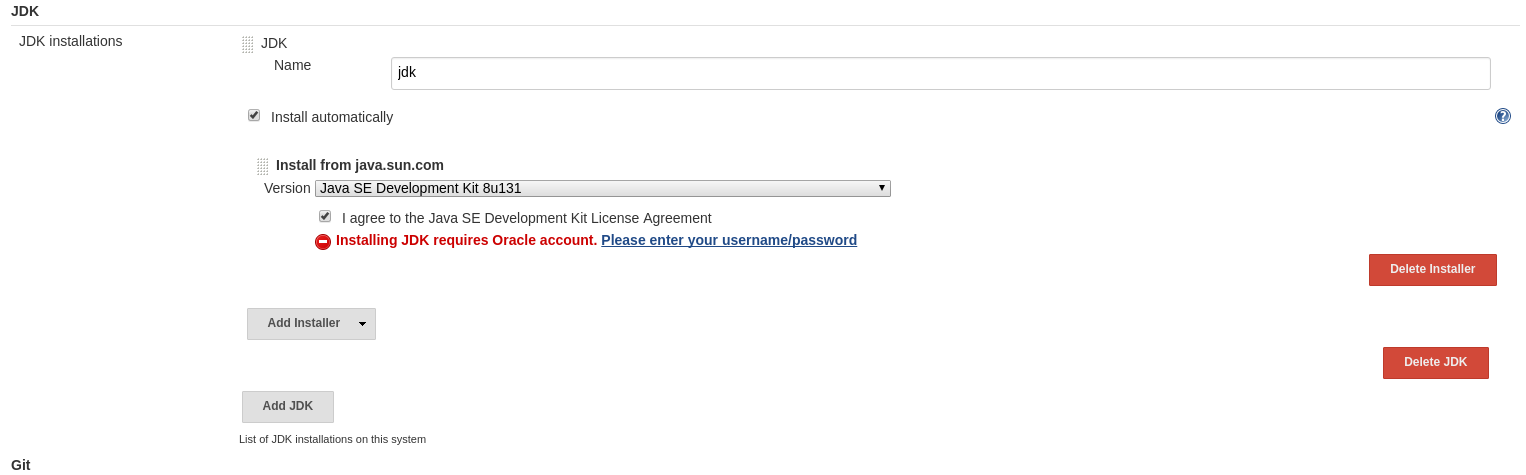 JDK
JDK installations
JDK
Name
jdk
Install automatically
?
Install from java.sun.com
Version Java SE Development Kit 8u131
I agree to the Java SE Development Kit License Agreement
Installing JDK requires Oracle account. Please enter your username/password
Delete Installer
Add Installer
Delete JDK
Add JDK
List of JDK installations on this system
Git